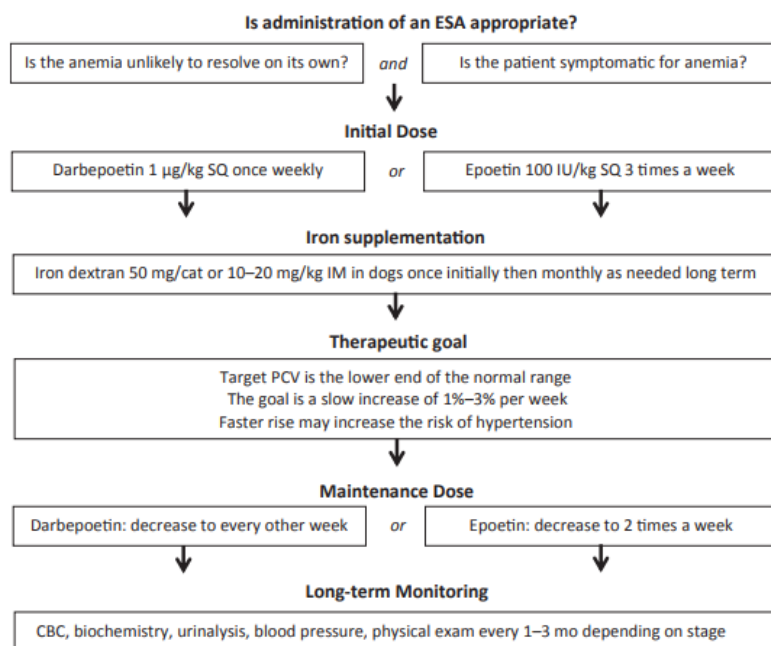 Is administration of an ESA appropriate?
Is the anemia unlikely to resolve on its own?
and
Is the patient symptomatic for anemia?
Initial Dose
Darbepoetin 1 µg/kg SQ once weekly
or
Epoetin 100 IU/kg SQ 3 times a week
Iron supplementation
Iron dextran 50 mg/cat or 10–20 mg/kg IM in dogs once initially then monthly as needed long term
Therapeutic goal
Target PCV is the lower end of the normal range
The goal is a slow increase of 1%–3% per week
Faster rise may increase the risk of hypertension
Maintenance Dose
Darbepoetin: decrease to every other week
or
Epoetin: decrease to 2 times a week
Long-term Monitoring
CBC, biochemistry, urinalysis, blood pressure, physical exam every 1–3 mo depending on stage